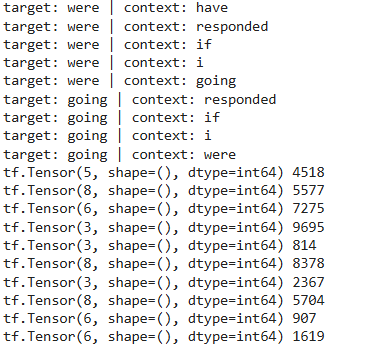 target: were | context: have
target: were | context: responded
target: were | context: if
target: were | context: i
target: were | context: going
target: going | context: responded
target: going | context: if
target: going | context: i
target: going | context: were
tf.Tensor(5, shape=(), dtype=int64) 4518
tf.Tensor(8, shape=(), dtype=int64) 5577
tf.Tensor(6, shape=(), dtype=int64) 7275
tf.Tensor(3, shape=(), dtype=int64) 9695
tf.Tensor(3, shape=(), dtype=int64) 814
tf.Tensor(8, shape=(), dtype=int64) 8378
tf.Tensor(3, shape=(), dtype=int64) 2367
tf.Tensor(8, shape=(), dtype=int64) 5704
tf.Tensor(6, shape=(), dtype=int64) 907
tf.Tensor(6, shape=(), dtype=int64) 1619